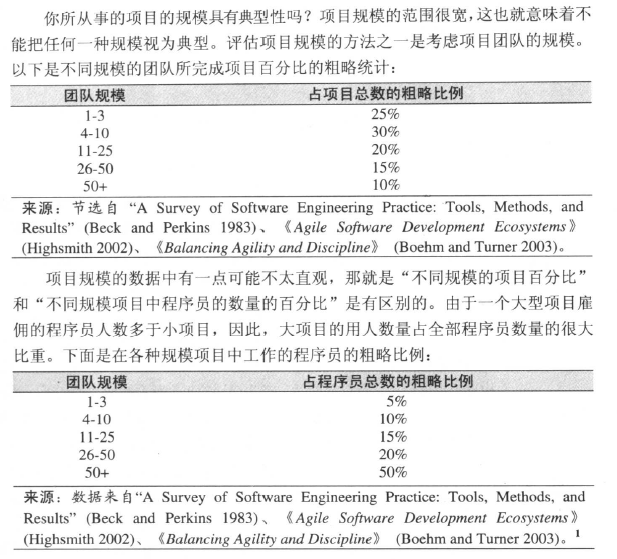 你所从事的项目的规模具有典型性吗？项目规模的范围很宽，这也就意味着不
能把任何一种规模视为典型。评估项目规模的方法之一是考虑项目团队的规模。
以下是不同规模的团队所完成项目百分比的粗略统计：
团队规模 占项目总数的粗略比例
1-3 25%
4-10 30%
11-25 20%
26-50 15%
50+ 10%
来源：节选自 “A Survey of Software Engineering Practice: Tools, Methods, and
Results” (Beck and Perkins 1983)、《Agile Software Development Ecosystems》
(Highsmith 2002)、《Balancing Agility and Discipline》 (Boehm and Turner 2003)。
项目规模的数据中有一点可能不太直观，那就是“不同规模的项目百分比”
和“不同规模项目中程序员的数量的百分比”是有区别的。由于一个大型项目雇
佣的程序员人数多于小项目，因此，大项目的用人数量占全部程序员数量的很大
比重。下面是在各种规模项目中工作的程序员的粗略比例：
团队规模 占程序员总数的粗略比例
1-3 5%
4-10 10%
11-25 15%
26-50 20%
50+ 50%
来源：数据来自“A Survey of Software Engineering Practice: Tools, Methods, and
Results” (Beck and Perkins 1983)、《Agile Software Development Ecosystems》
(Highsmith 2002)、《Balancing Agility and Discipline》 (Boehm and Turner 2003)。1